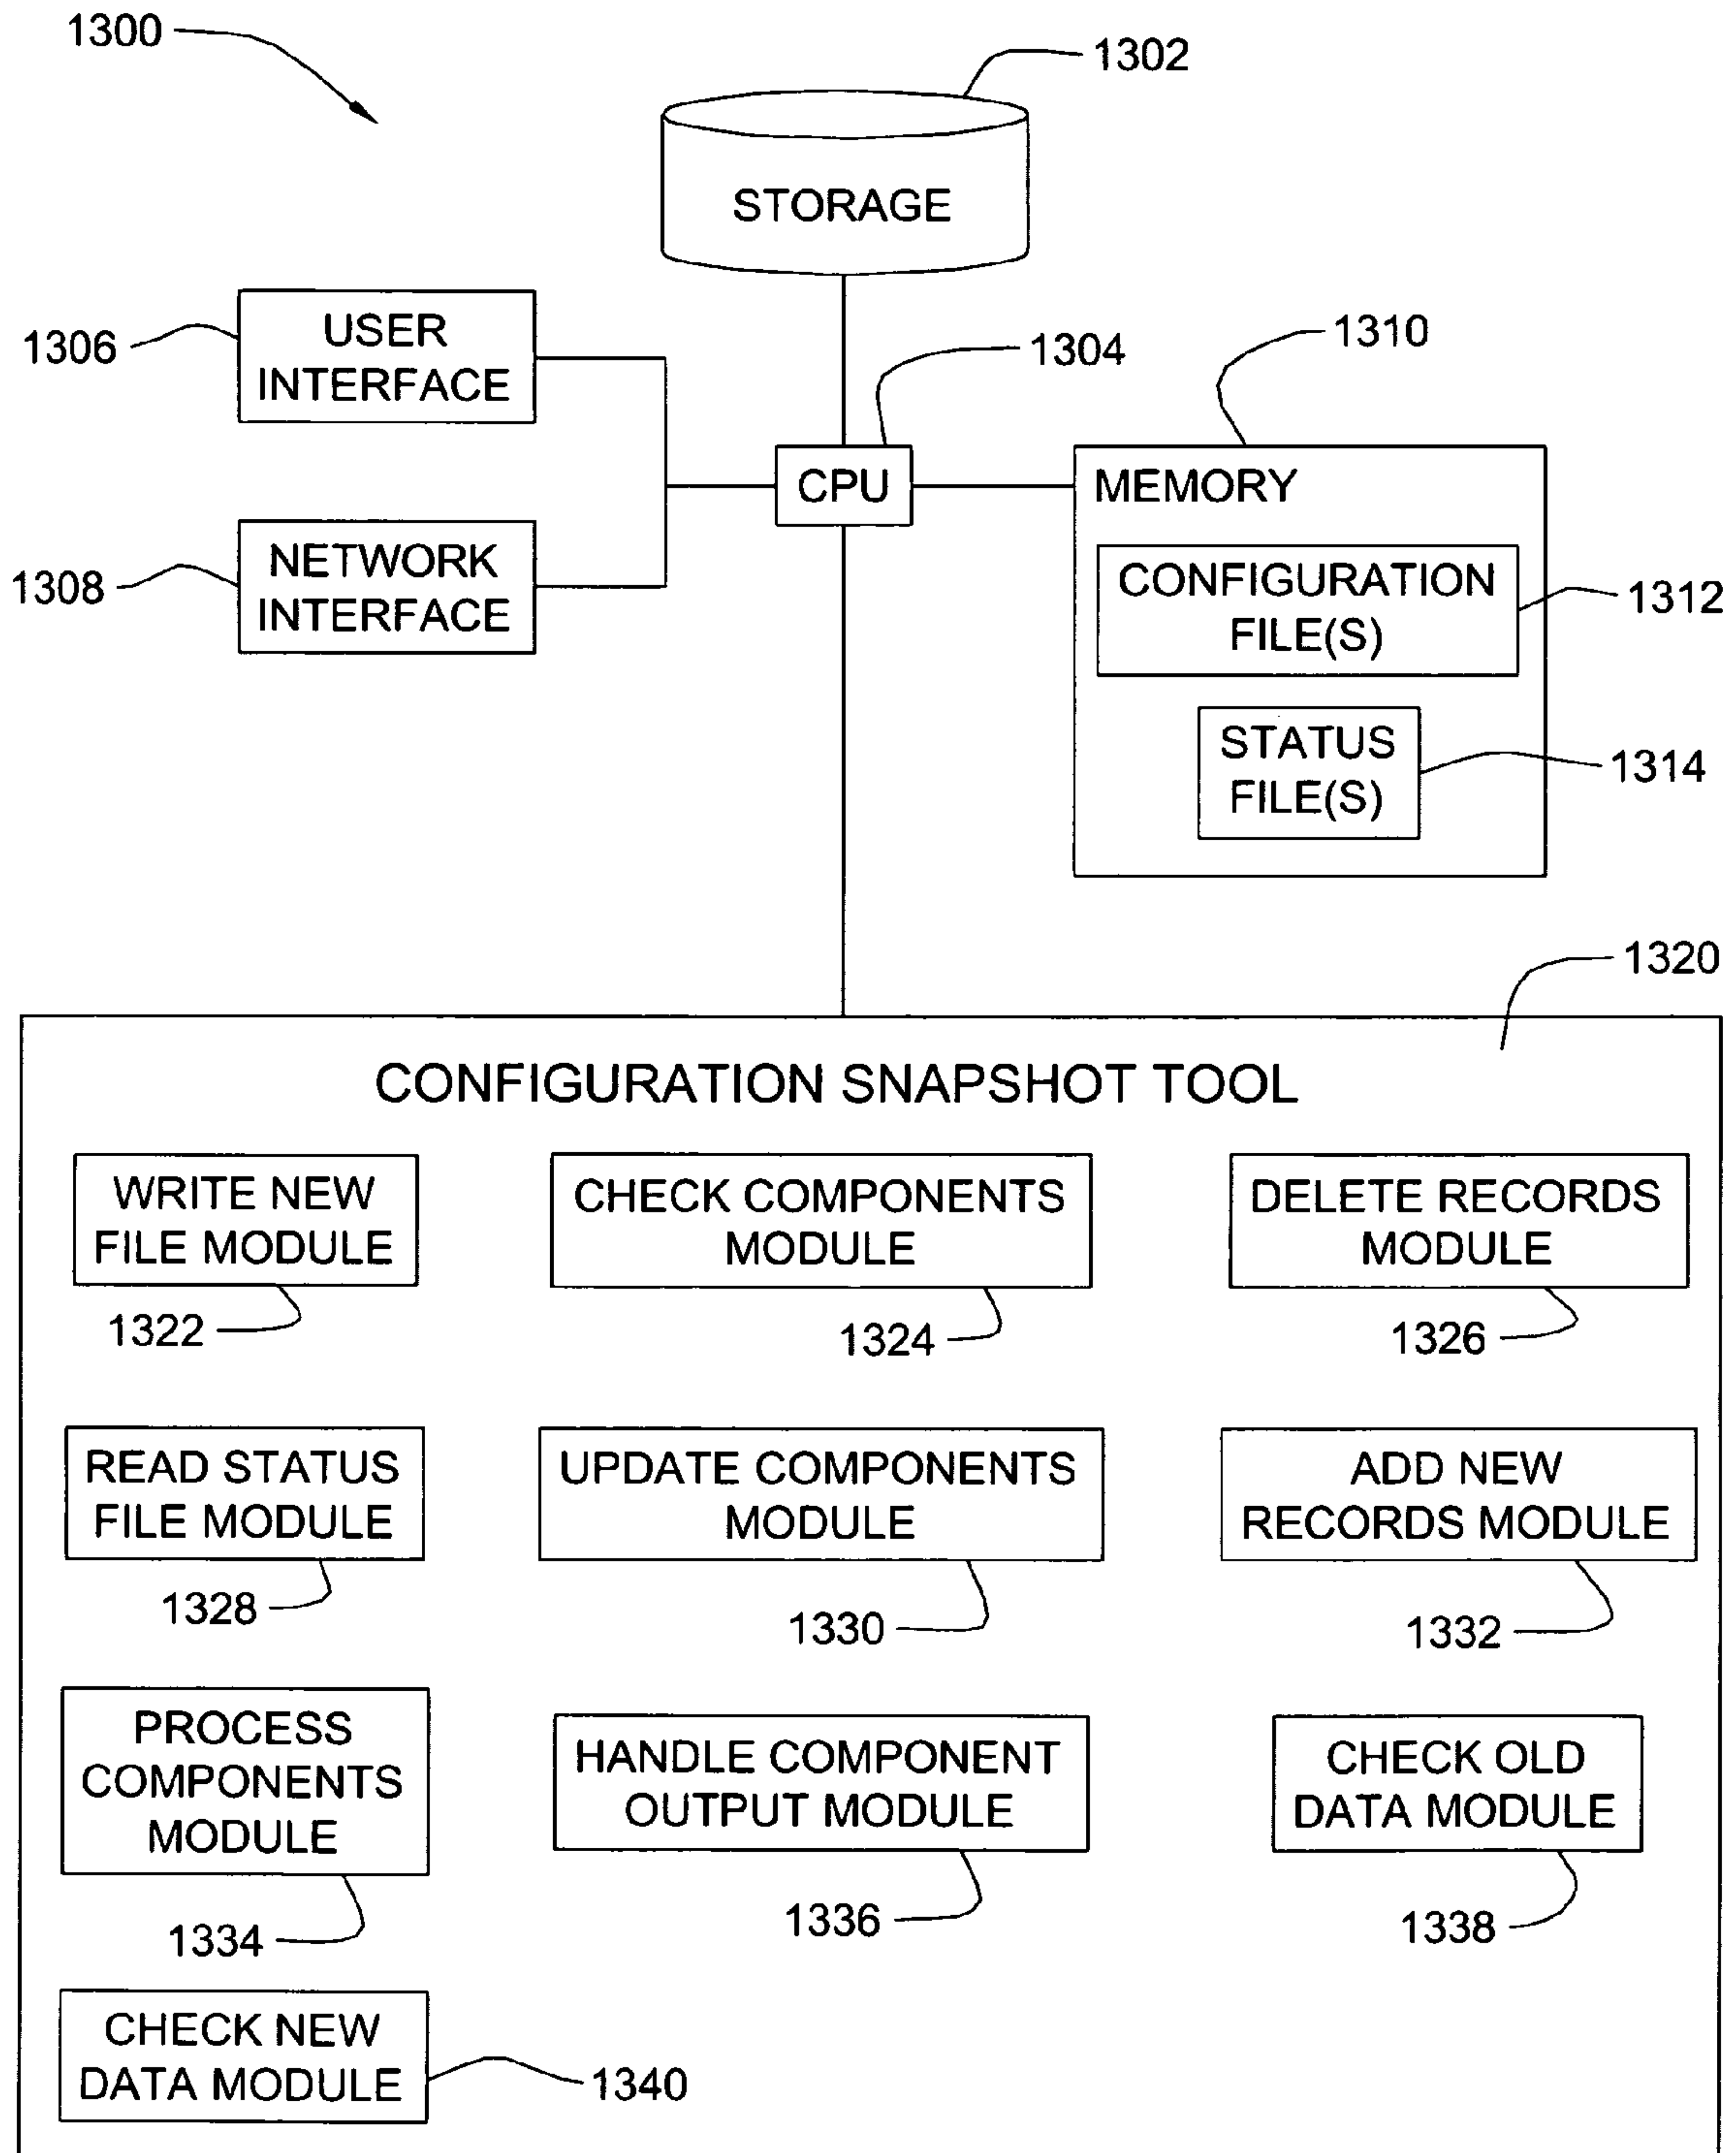 1300
1302
STORAGE
1306
USER
INTERFACE
1304
1310
CPU
MEMORY
1308
NETWORK
INTERFACE
CONFIGURATION
FILE(S)
1312
STATUS
FILE(S)
1314
1320
CONFIGURATION SNAPSHOT TOOL
WRITE NEW
FILE MODULE
1322
CHECK COMPONENTS
MODULE
1324
DELETE RECORDS
MODULE
1326
READ STATUS
FILE MODULE
1328
UPDATE COMPONENTS
MODULE
1330
ADD NEW
RECORDS MODULE
1332
PROCESS
COMPONENTS
MODULE
1334
HANDLE COMPONENT
OUTPUT MODULE
1336
CHECK OLD
DATA MODULE
1338
CHECK NEW
DATA MODULE
1340